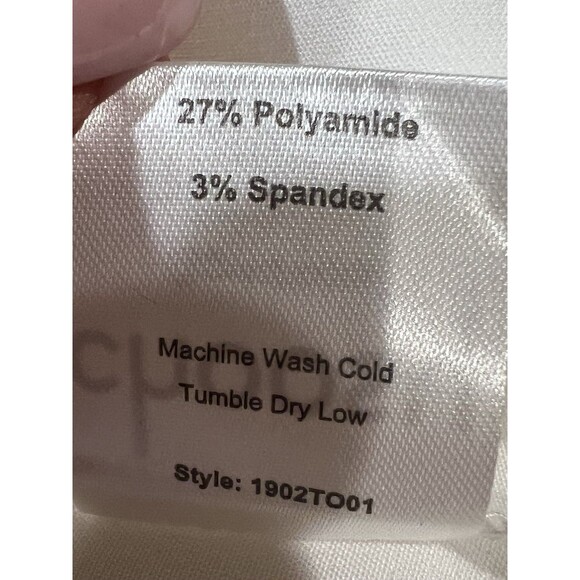 27% Polyamide
3% Spandex
Machine Wash Cold
Tumble Dry Low
Style: 1902TO01